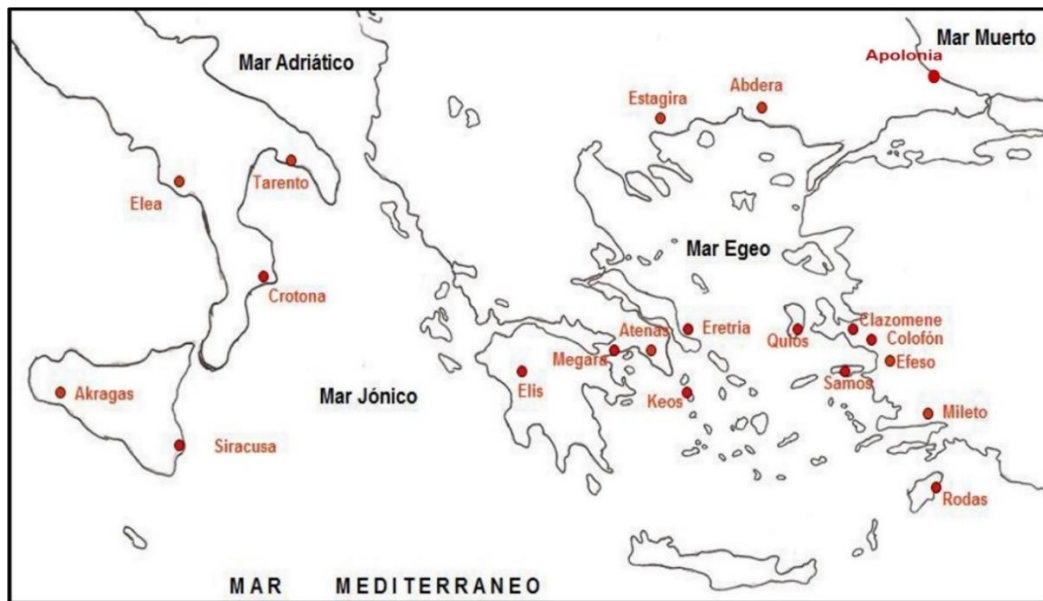 Mar Muerto
Mar Adriático
Apolonia
Abdera
Estagira
Tarento
Elea
Mar Egeo
Crotona
Clazomene
Atenas
Eretria
Quios
Colofón
Megara
Efeso
Elis
Samos
Akragas
Mar Jónico
Keos
Mileto
Siracusa
Rodas
MAR MEDITERRANEO